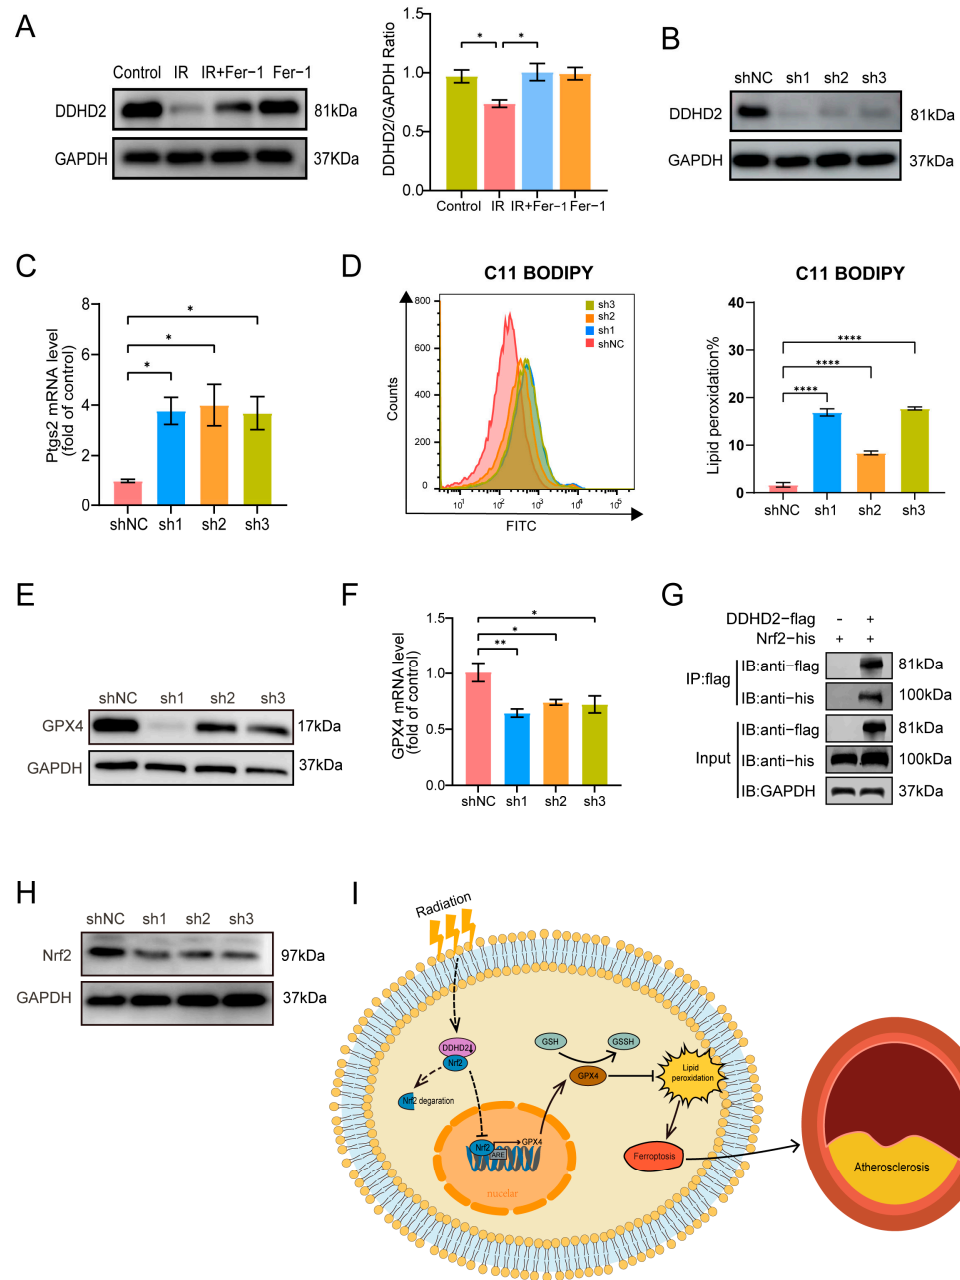 A
Control IR IR+Fer-1 Fer-1
DDHD2 81kDa
GAPDH 37KDa
DDHD2/GAPDH Ratio
1.5
1.0
0.5
0.0
* *
Control IR IR+Fer-1 Fer-1
B
shNC sh1 sh2 sh3
DDHD2 81kDa
GAPDH 37kDa
C
Ptgs2 mRNA level
(fold of control)
8
6
4
2
0
*
*
*
shNC sh1 sh2 sh3
D
C11 BODIPY
Counts
800
600
400
200
0
sh3
sh2
sh1
shNC
10¹ 10² 10³ 10⁴ 10⁵
FITC
C11 BODIPY
Lipid peroxidation%
40
30
20
10
0
****
****
****
shNC sh1 sh2 sh3
E
shNC sh1 sh2 sh3
GPX4 17kDa
GAPDH 37kDa
F
GPX4 mRNA level
(fold of control)
1.5
1.0
0.5
0.0
*
*
**
shNC sh1 sh2 sh3
G
DDHD2-flag - +
Nrf2-his + +
IP:flag
IB:anti-flag 81kDa
IB:anti-his 100kDa
Input
IB:anti-flag 81kDa
IB:anti-his 100kDa
IB:GAPDH 37kDa
H
shNC sh1 sh2 sh3
Nrf2 97kDa
GAPDH 37kDa
I
Radiation
DDHD2↓
Nrf2
Nrf2 degaration
GSH GSSH
GPX4
Lipid
peroxidation
Nrf2
ARE
GPX4
nucelar
Ferroptosis
Atherosclerosis